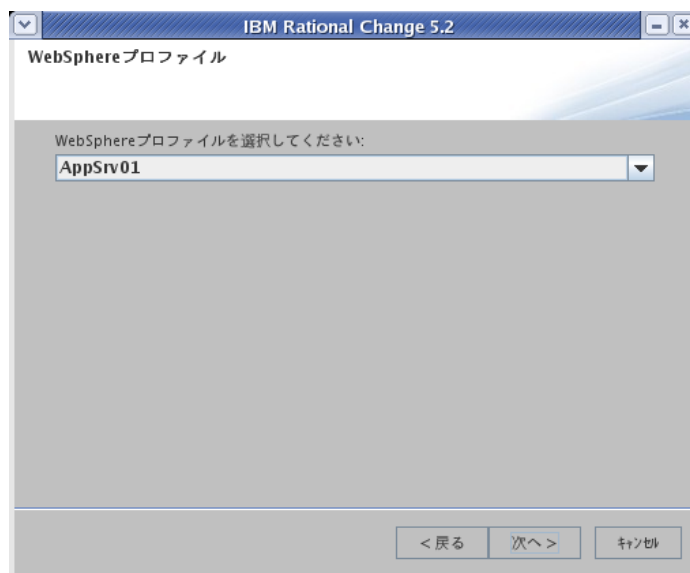 IBM Rational Change 5.2
WebSphereプロファイル
WebSphereプロファイルを選択してください:
AppSrv01
< 戻る
次へ >
ｷｬﾝｾﾙ